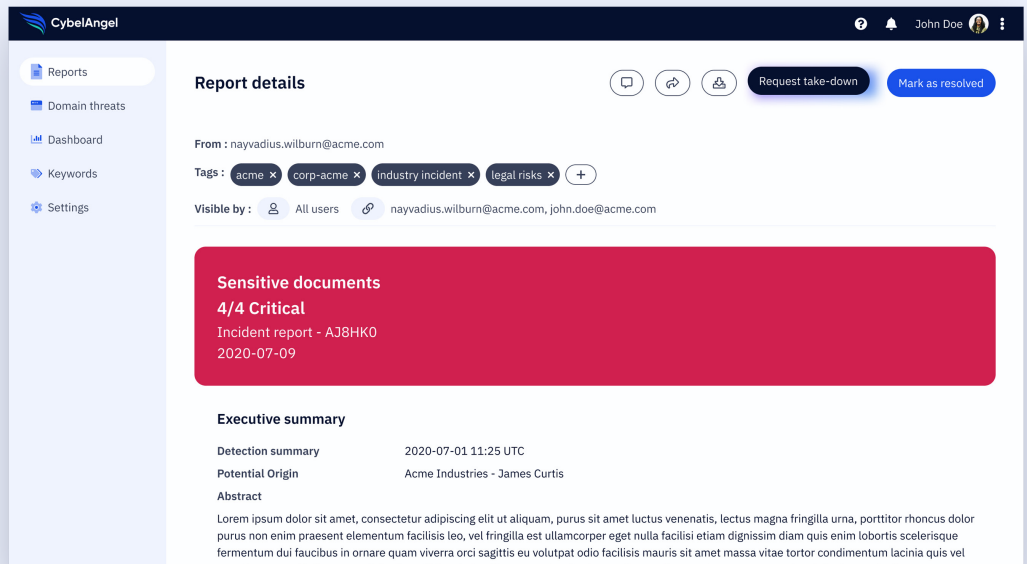 CybelAngel
John Doe
Reports
Domain threats
Dashboard
Keywords
Settings
Report details
Request take-down
Mark as resolved
From : nayvadius.wilburn@acme.com
Tags : acme × corp-acme × industry incident × legal risks × +
Visible by : All users nayvadius.wilburn@acme.com, john.doe@acme.com
Sensitive documents
4/4 Critical
Incident report - AJ8HK0
2020-07-09
Executive summary
Detection summary 2020-07-01 11:25 UTC
Potential Origin Acme Industries - James Curtis
Abstract
Lorem ipsum dolor sit amet, consectetur adipiscing elit ut aliquam, purus sit amet luctus venenatis, lectus magna fringilla urna, porttitor rhoncus dolor
purus non enim praesent elementum facilisis leo, vel fringilla est ullamcorper eget nulla facilisi etiam dignissim diam quis enim lobortis scelerisque
fermentum dui faucibus in ornare quam viverra orci sagittis eu volutpat odio facilisis mauris sit amet massa vitae tortor condimentum lacinia quis vel